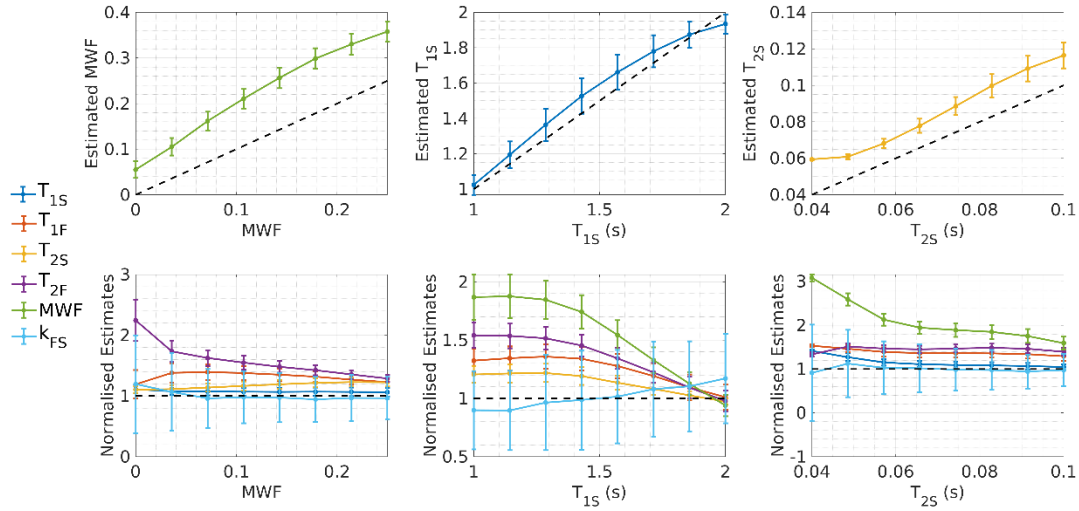 Estimated MWF
0.4
0.3
0.2
0.1
0
0
0.1
0.2
MWF
Estimated T1S
2
1.8
1.6
1.4
1.2
1
1
1.5
2
T1S (s)
Estimated T2S
0.14
0.12
0.1
0.08
0.06
0.04
0.04
0.06
0.08
0.1
T2S (s)
T1S
T1F
T2S
T2F
MWF
kFS
Normalised Estimates
3
2
1
0
0
0.1
0.2
MWF
Normalised Estimates
2
1.5
1
0.5
1
1.5
2
T1S (s)
Normalised Estimates
3
2
1
0
-1
0.04
0.06
0.08
0.1
T2S (s)